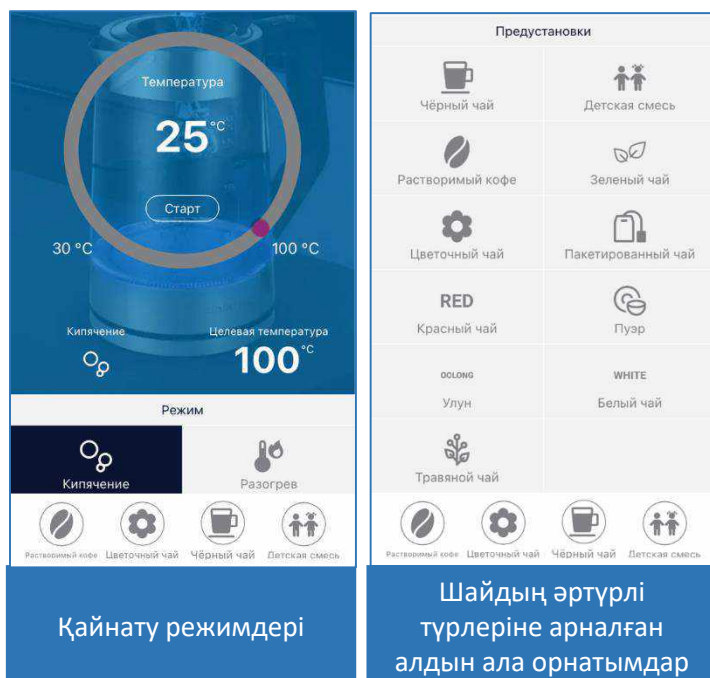 Температура
25 °C
Старт
30 °C
100 °C
Кипячение
Целевая температура
100 °C
Режим
Кипячение
Разогрев
Растворимый кофе
Цветочный чай
Чёрный чай
Детская смесь
Қайнату режимдері
Предустановки
Чёрный чай
Детская смесь
Растворимый кофе
Зеленый чай
Цветочный чай
Пакетированный чай
RED
Красный чай
Пуэр
OOLONG
Улун
WHITE
Белый чай
Травяной чай
Растворимый кофе
Цветочный чай
Чёрный чай
Детская смесь
Шайдың әртүрлі
түрлеріне арналған
алдын ала орнатымдар